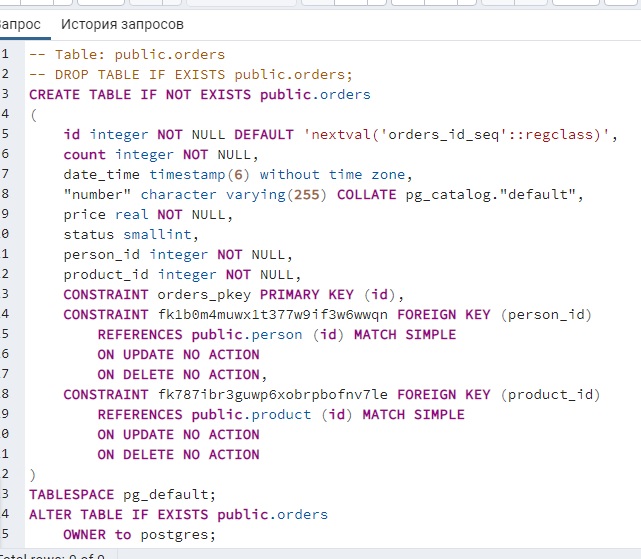 апрос История запросов
1 -- Table: public.orders
2 -- DROP TABLE IF EXISTS public.orders;
3 CREATE TABLE IF NOT EXISTS public.orders
4 (
5 id integer NOT NULL DEFAULT 'nextval('orders_id_seq'::regclass)',
6 count integer NOT NULL,
7 date_time timestamp(6) without time zone,
8 "number" character varying(255) COLLATE pg_catalog."default",
9 price real NOT NULL,
0 status smallint,
1 person_id integer NOT NULL,
2 product_id integer NOT NULL,
3 CONSTRAINT orders_pkey PRIMARY KEY (id),
4 CONSTRAINT fk1b0m4muwx1t377w9if3w6wwqn FOREIGN KEY (person_id)
5 REFERENCES public.person (id) MATCH SIMPLE
6 ON UPDATE NO ACTION
7 ON DELETE NO ACTION,
8 CONSTRAINT fk787ibr3guwp6xobrpbofnv7le FOREIGN KEY (product_id)
9 REFERENCES public.product (id) MATCH SIMPLE
0 ON UPDATE NO ACTION
1 ON DELETE NO ACTION
2 )
3 TABLESPACE pg_default;
4 ALTER TABLE IF EXISTS public.orders
5 OWNER to postgres;
Total rows: 0 of 0